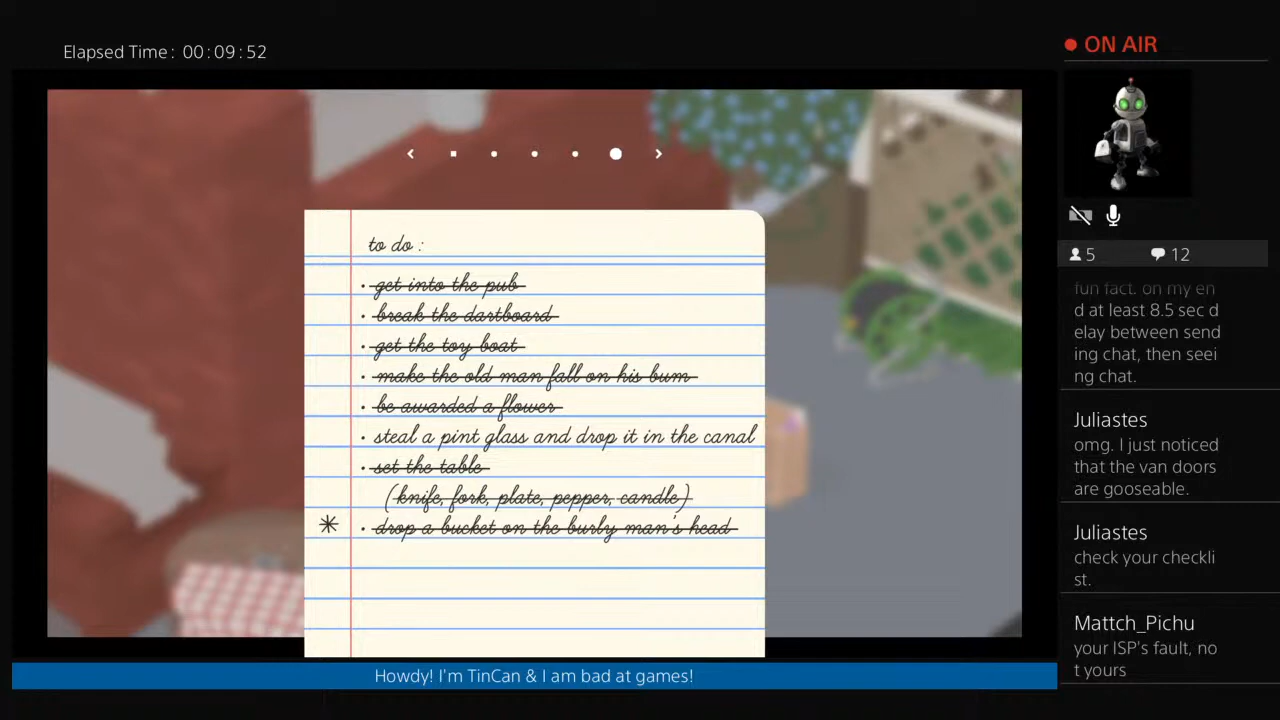 Elapsed Time: 00:09:52
ON AIR
to do :
• get into the pub
• break the dartboard
• get the toy boat
• make the old man fall on his bum
• be awarded a flower
• steal a pint glass and drop it in the canal
• set the table
(knife, fork, plate, pepper, candle)
• drop a bucket on the burly man's head
5 12
fun fact. on my en
d at least 8.5 sec d
elay between send
ing chat, then seei
ng chat.
Juliastes
omg. I just noticed
that the van doors
are gooseable.
Juliastes
check your checkli
st.
Mattch_Pichu
your ISP's fault, no
t yours
Howdy! I'm TinCan & I am bad at games!